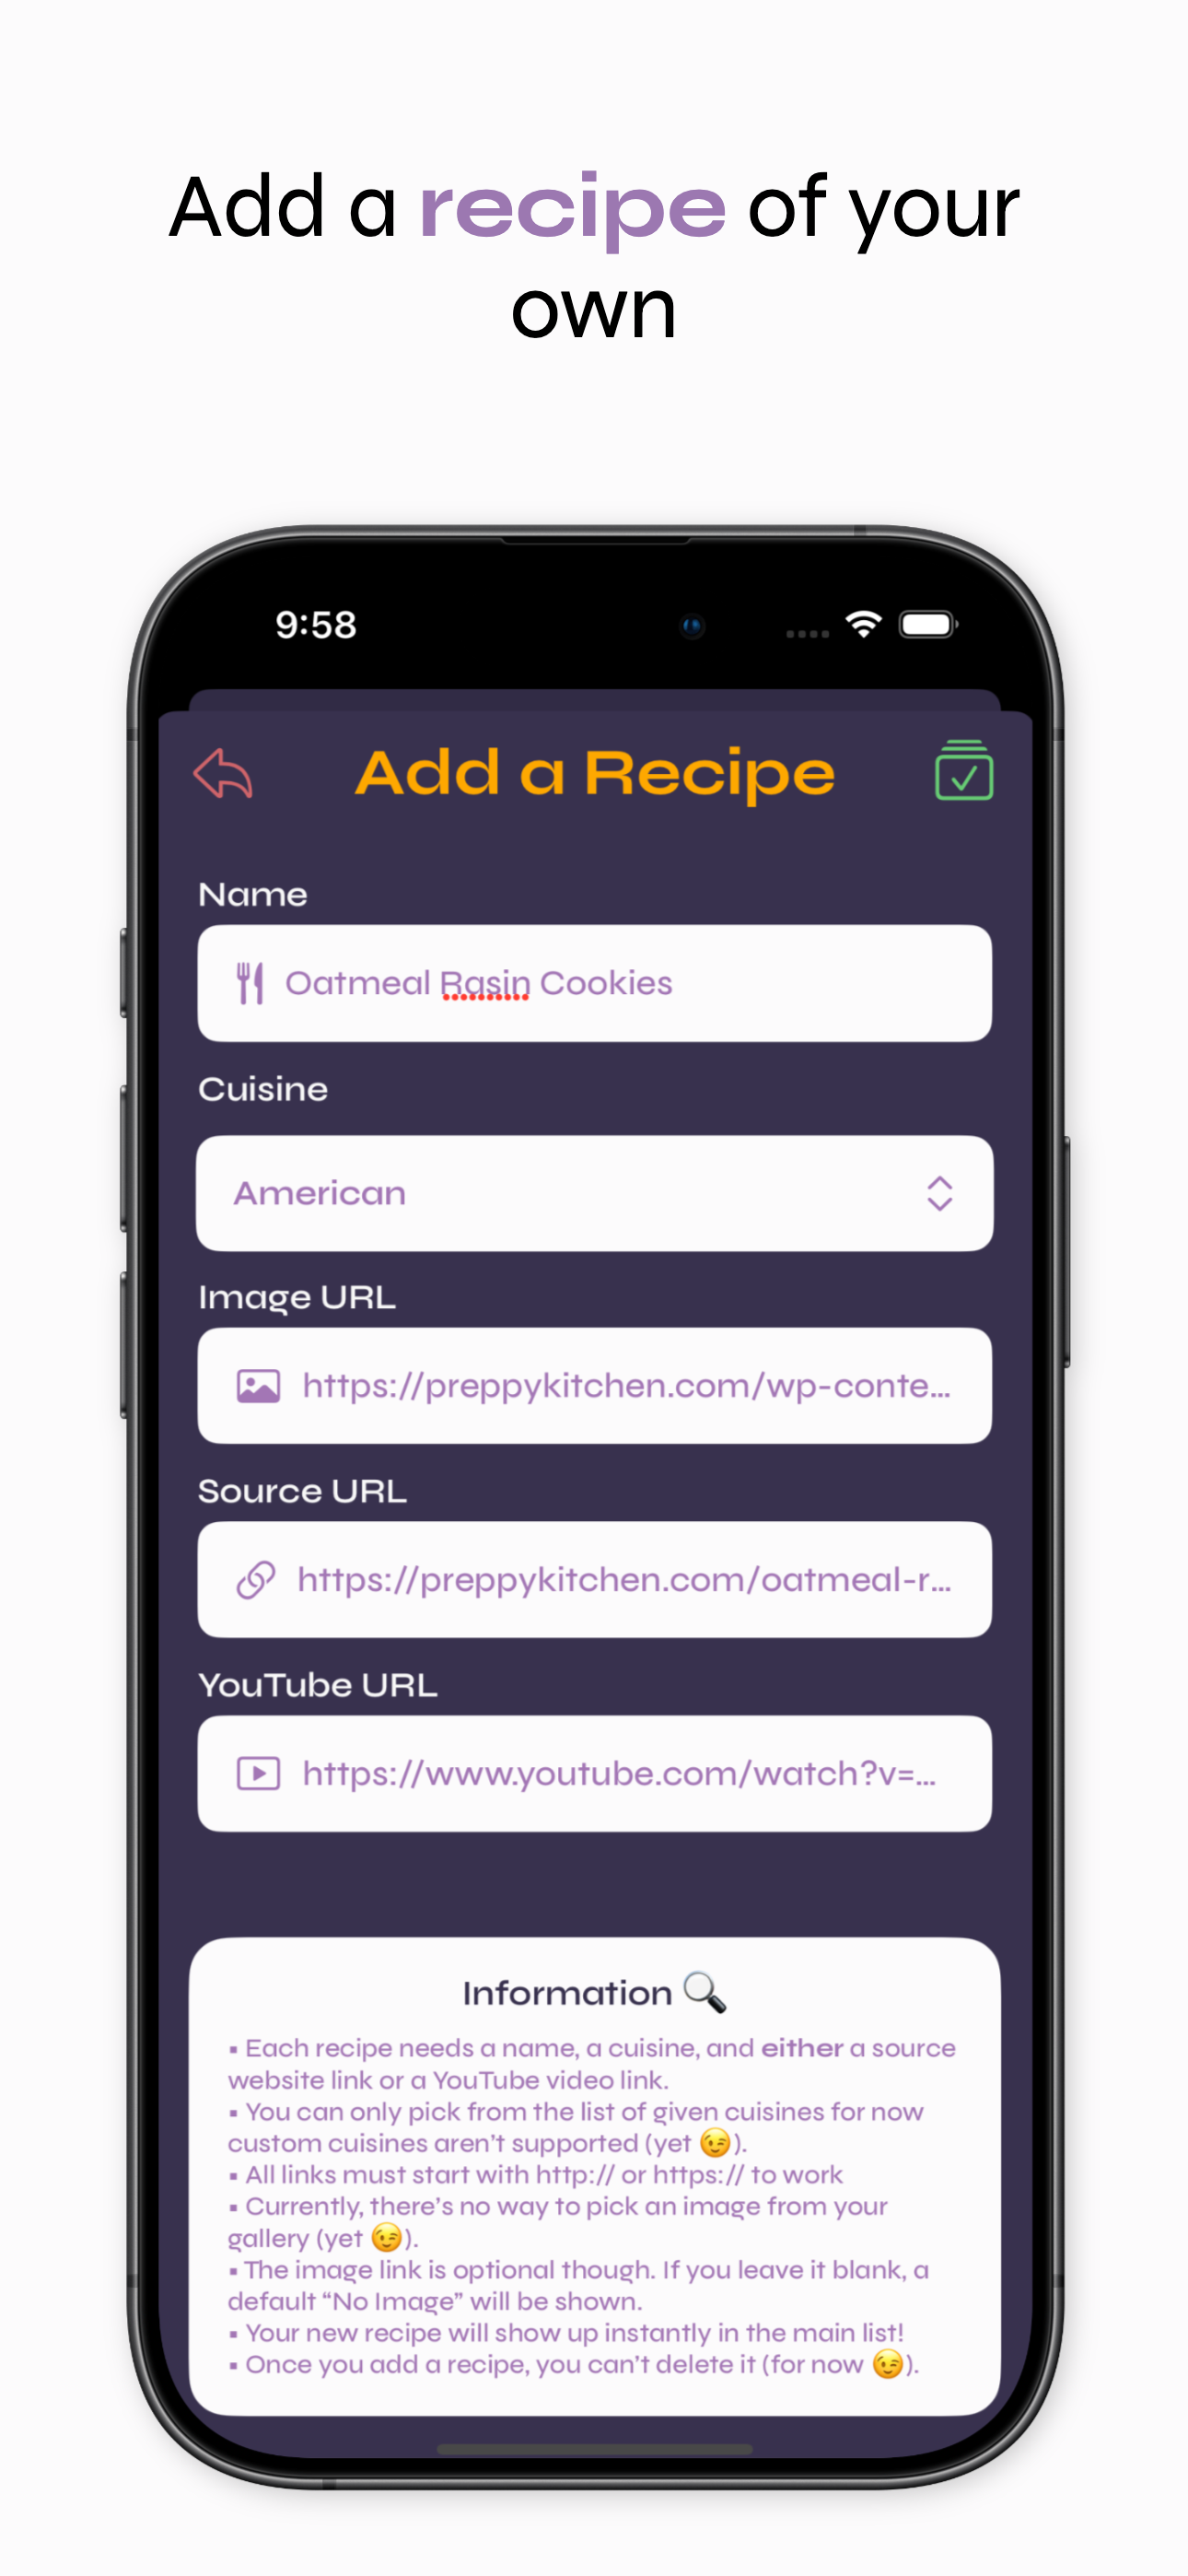 Add a recipe of your
own
9:58
Add a Recipe
Name
Oatmeal Rasin Cookies
Cuisine
American
Image URL
https://preppykitchen.com/wp-conte...
Source URL
https://preppykitchen.com/oatmeal-r...
YouTube URL
https://www.youtube.com/watch?v=...
Information 🔍
▪ Each recipe needs a name, a cuisine, and either a source
website link or a YouTube video link.
▪ You can only pick from the list of given cuisines for now
custom cuisines aren’t supported (yet 😉).
▪ All links must start with http:// or https:// to work
▪ Currently, there’s no way to pick an image from your
gallery (yet 😉).
▪ The image link is optional though. If you leave it blank, a
default “No Image” will be shown.
▪ Your new recipe will show up instantly in the main list!
▪ Once you add a recipe, you can’t delete it (for now 😉).